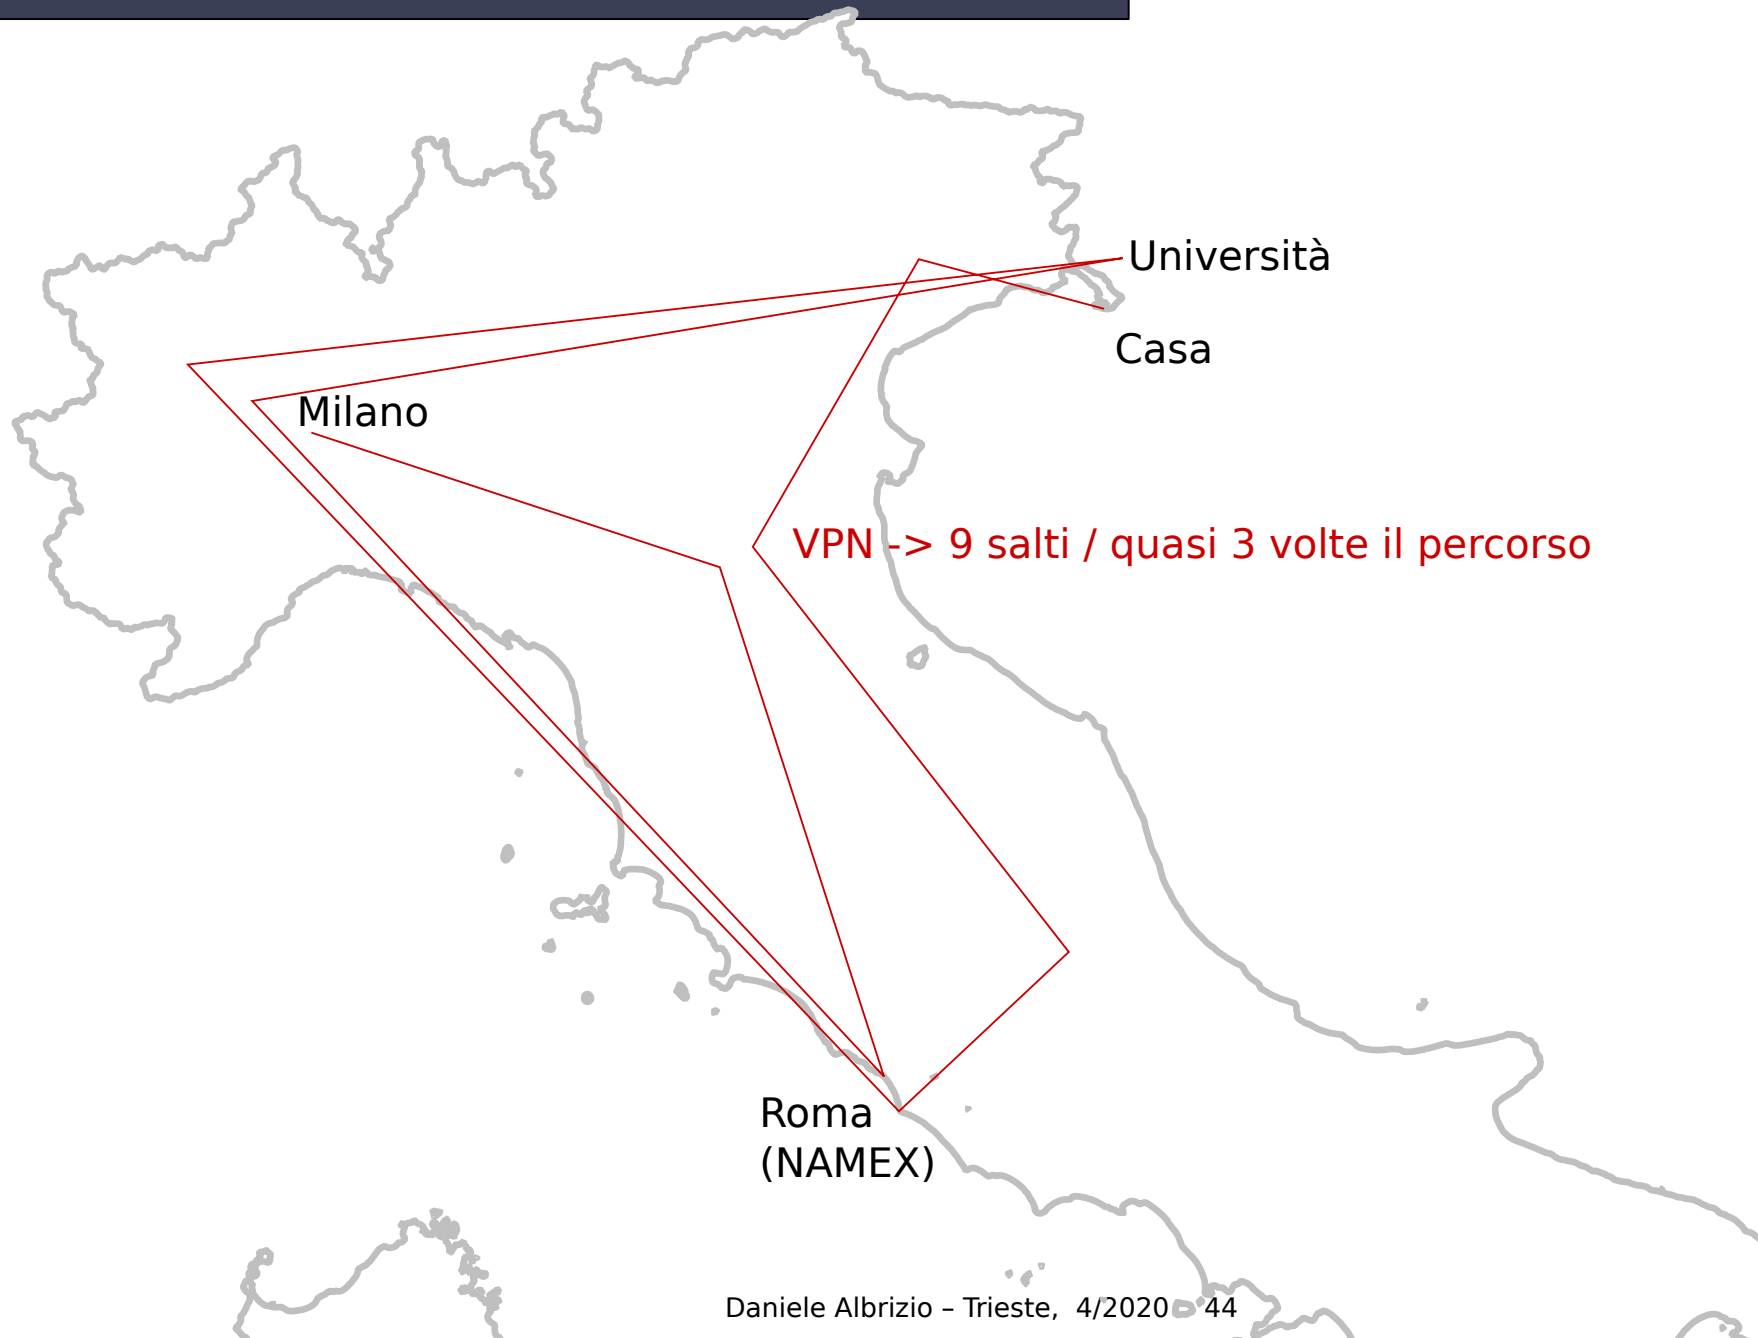 Università
Casa
Milano
VPN -> 9 salti / quasi 3 volte il percorso
Roma
(NAMEX)
Daniele Albrizio – Trieste, 4/2020 44